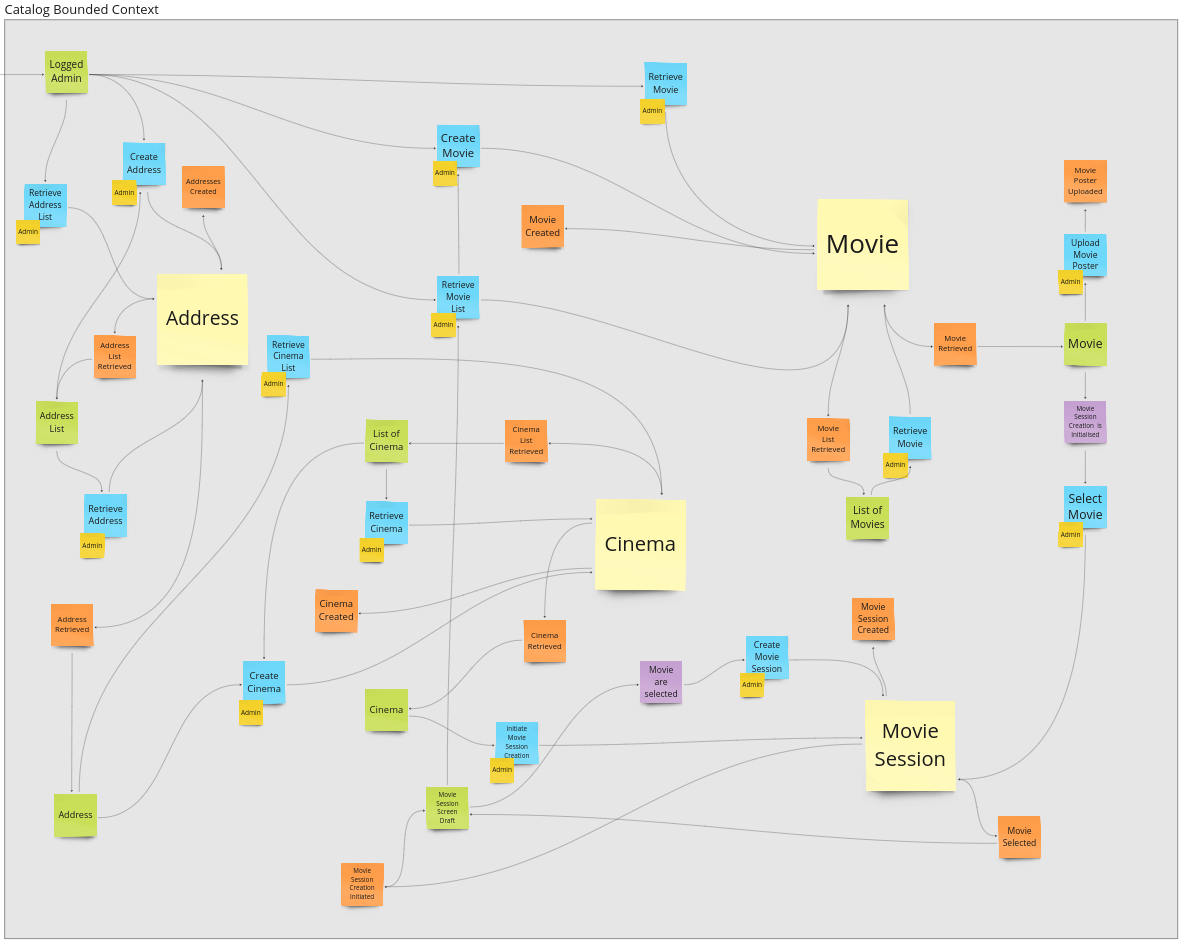 Catalog Bounded Context
Logged
Admin
Retrieve
Movie
Admin
Create
Movie
Admin
Create
Address
Admin
Addresses
Created
Movie
Poster
Uploaded
Retrieve
Address
List
Admin
Movie
Created
Movie
Upload
Movie
Poster
Admin
Address
Retrieve
Movie
List
Admin
Address
List
Retrieved
Retrieve
Cinema
List
Admin
Movie
Retrieved
Movie
Address
List
List of
Cinema
Cinema
List
Retrieved
Movie
List
Retrieved
Retrieve
Movie
Admin
Movie
Session
Creation is
Initialised
Retrieve
Address
Admin
Retrieve
Cinema
Admin
Cinema
List of
Movies
Select
Movie
Admin
Address
Retrieved
Cinema
Created
Cinema
Retrieved
Movie
Session
Created
Create
Cinema
Admin
Movie
are
selected
Create
Movie
Session
Admin
Cinema
Initiate
Movie
Session
Creation
Admin
Movie
Session
Address
Movie
Session
Screen
Draft
Movie
Selected
Movie
Session
Creation
Initiated